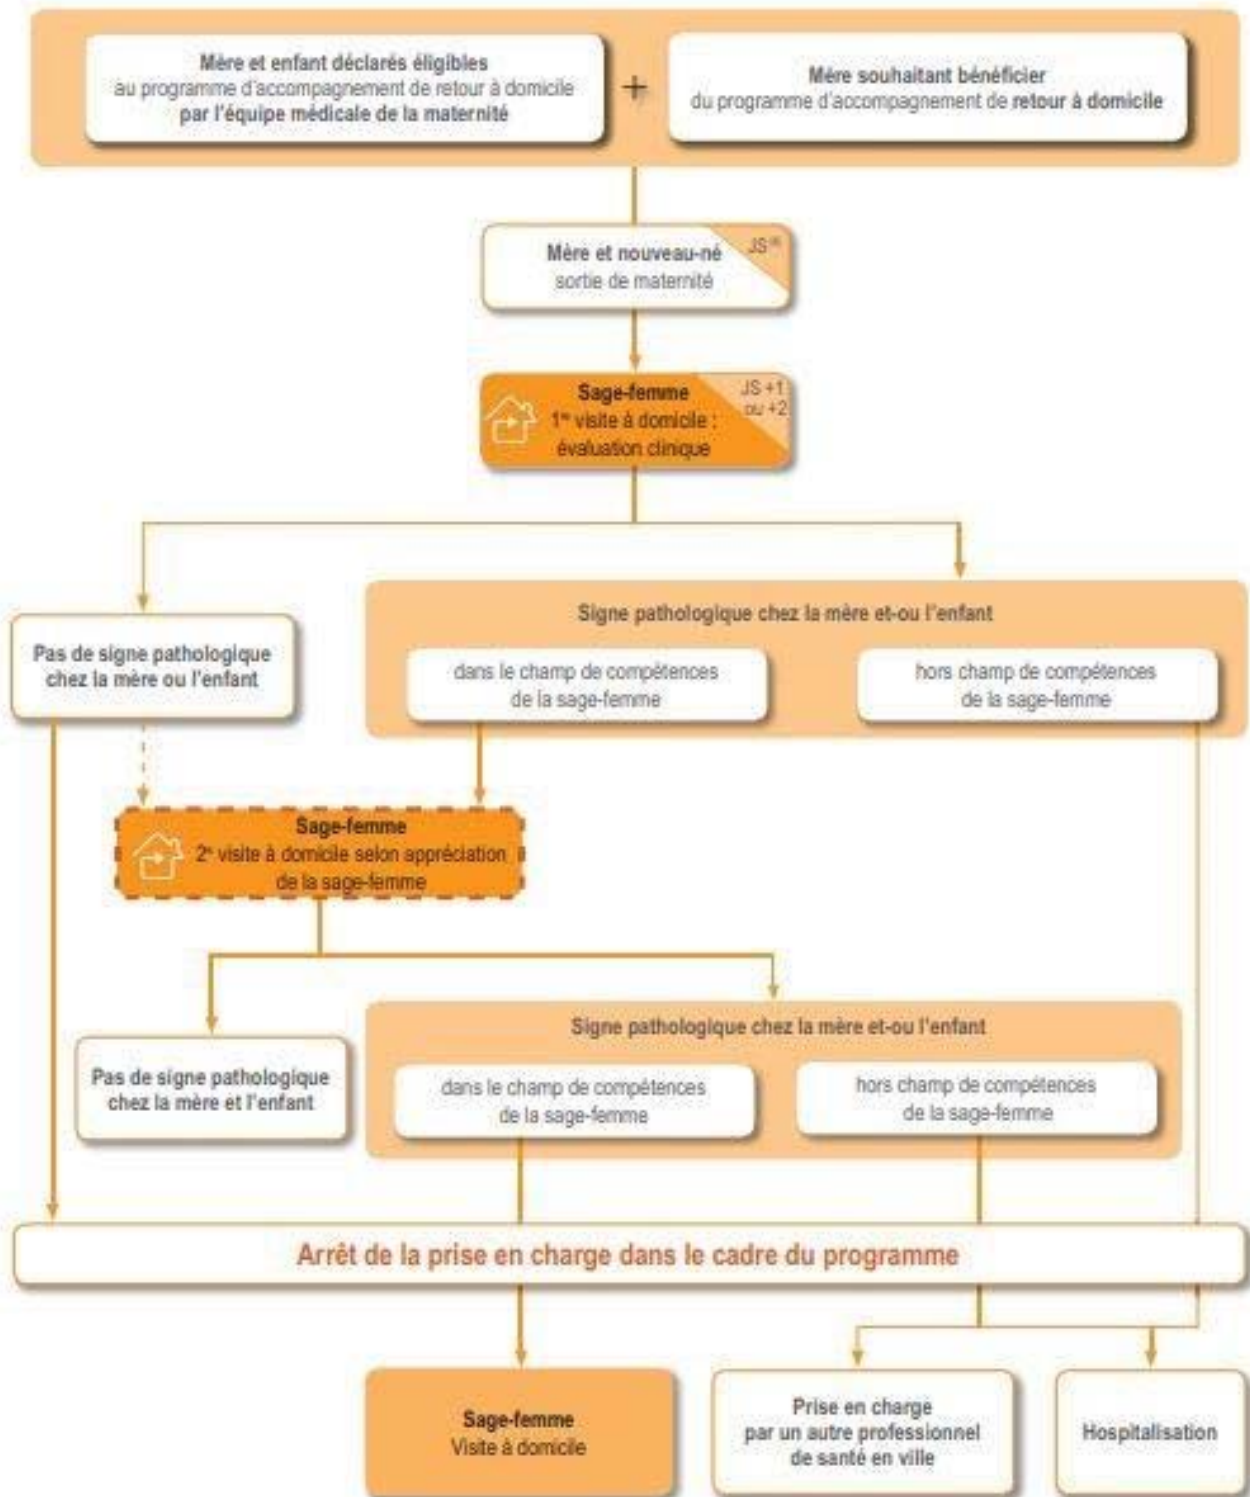 Mère et enfant déclarés éligibles
au programme d'accompagnement de retour à domicile
par l'équipe médicale de la maternité
+
Mère souhaitant bénéficier
du programme d'accompagnement de retour à domicile
Mère et nouveau-né
sortie de maternité
JS
Sage-femme
1re visite à domicile :
évaluation clinique
JS +1
ou +2
Pas de signe pathologique
chez la mère ou l'enfant
Signe pathologique chez la mère et-ou l'enfant
dans le champ de compétences
de la sage-femme
hors champ de compétences
de la sage-femme
Sage-femme
2e visite à domicile selon appréciation
de la sage-femme
Pas de signe pathologique
chez la mère et l'enfant
Signe pathologique chez la mère et-ou l'enfant
dans le champ de compétences
de la sage-femme
hors champ de compétences
de la sage-femme
Arrêt de la prise en charge dans le cadre du programme
Sage-femme
Visite à domicile
Prise en charge
par un autre professionnel
de santé en ville
Hospitalisation